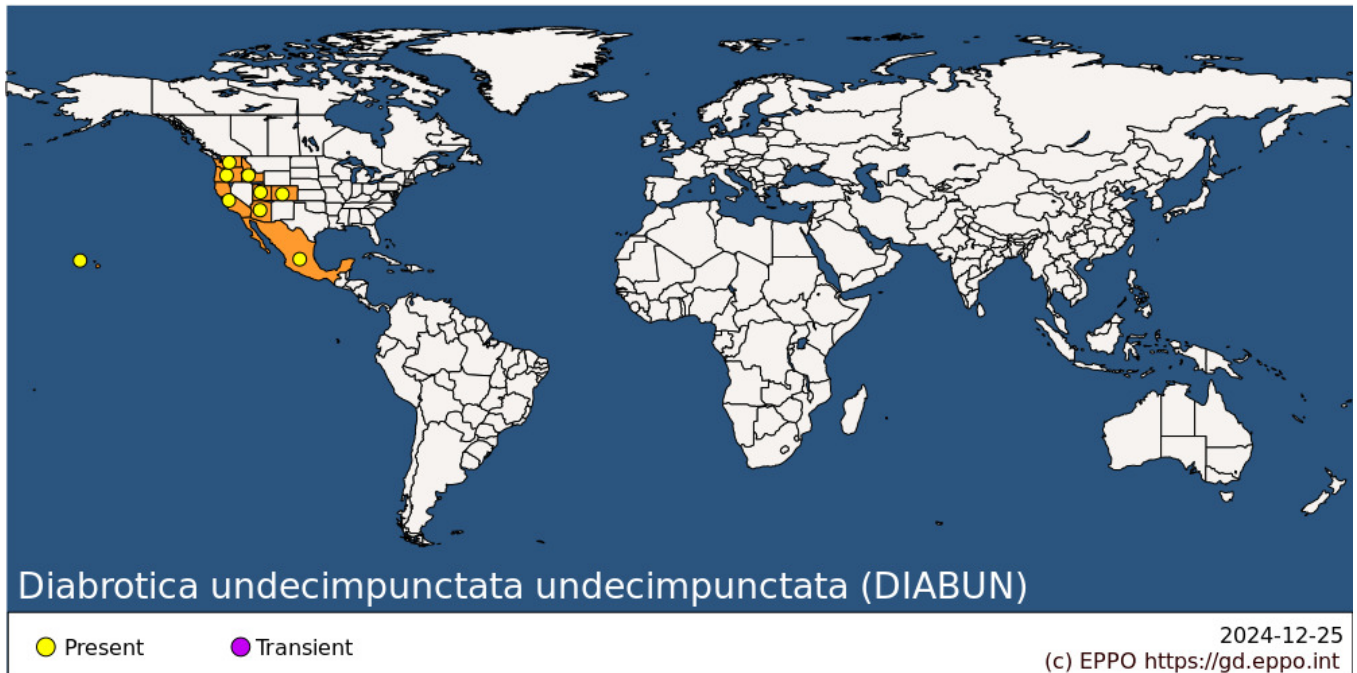 Diabrotica undecimpunctata undecimpunctata (DIABUN)
Present
Transient
2024-12-25
(c) EPPO https://gd.eppo.int